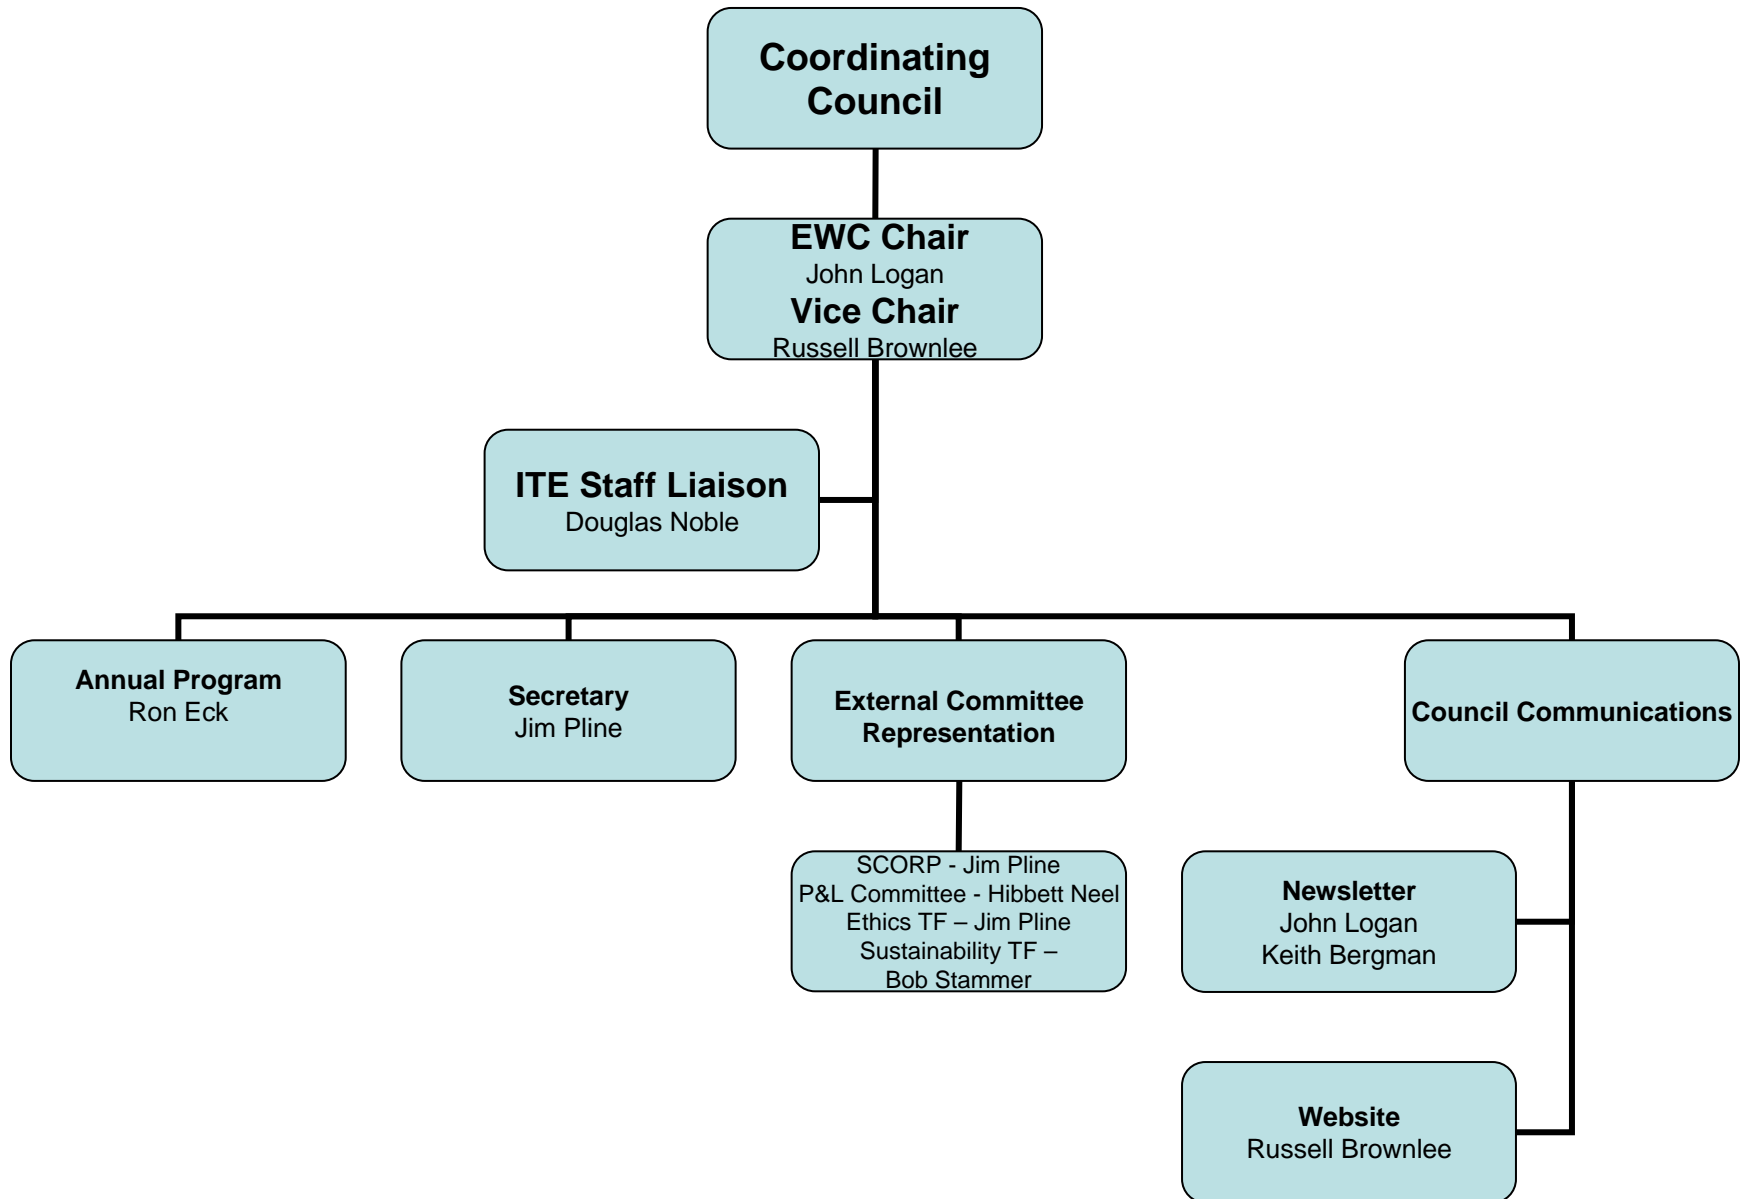 Coordinating
Council
EWC Chair
John Logan
Vice Chair
Russell Brownlee
ITE Staff Liaison
Douglas Noble
Annual Program
Ron Eck
Secretary
Jim Pline
External Committee
Representation
Council Communications
SCORP - Jim Pline
P&L Committee - Hibbett Neel
Ethics TF – Jim Pline
Sustainability TF –
Bob Stammer
Newsletter
John Logan
Keith Bergman
Website
Russell Brownlee